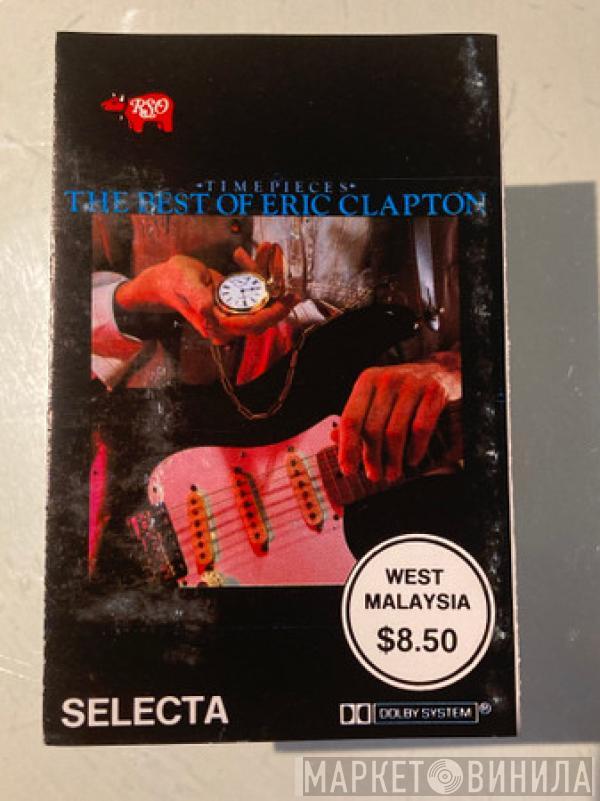 RSO
•TIMEPIECES•
THE BEST OF ERIC CLAPTON
WEST
MALAYSIA
$8.50
SELECTA
DOLBY SYSTEM ®
МАРКЕТ ВИНИЛА